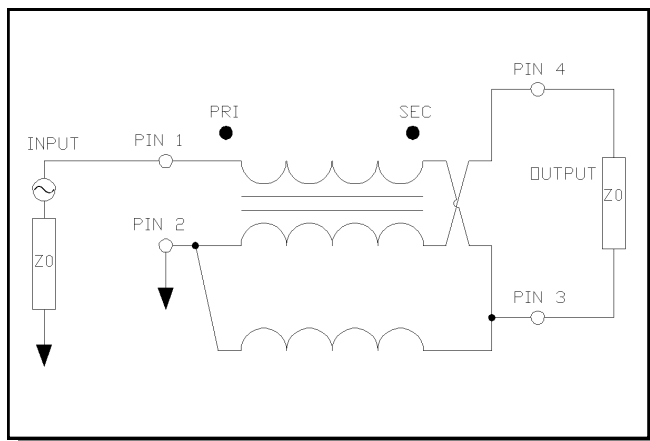 PIN 4
PRI
SEC
INPUT
PIN 1
OUTPUT
Z0
PIN 2
Z0
PIN 3